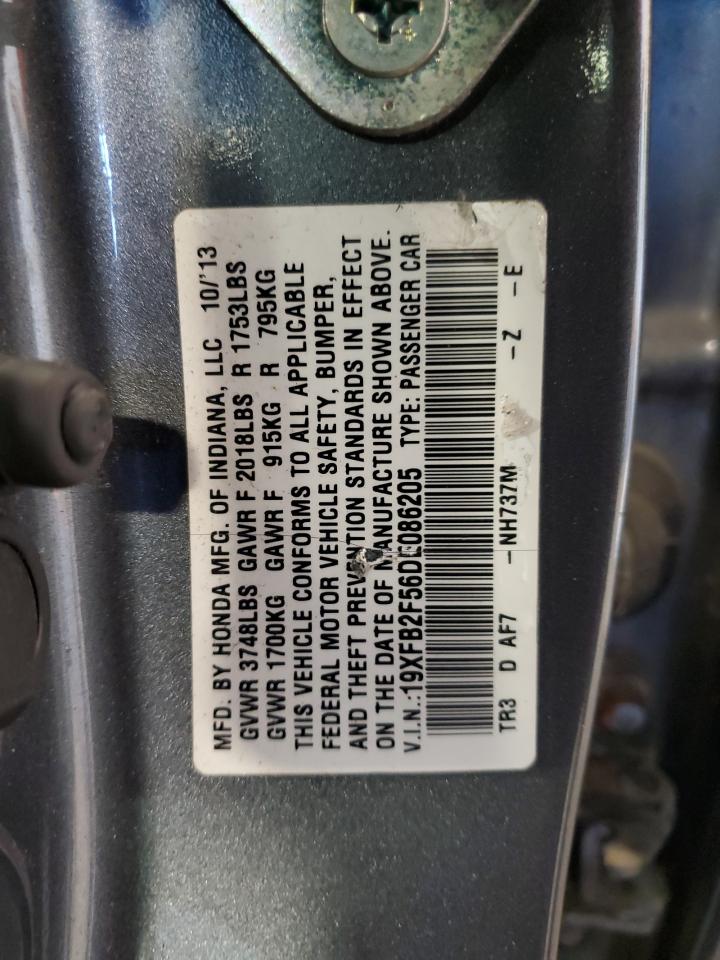 MFD. BY HONDA MFG. OF INDIANA, LLC 10/'13
GVWR 3748LBS GAWR F 2018LBS R 1753LBS
GVWR 1700KG GAWR F 915KG R 795KG
THIS VEHICLE CONFORMS TO ALL APPLICABLE
FEDERAL MOTOR VEHICLE SAFETY, BUMPER,
AND THEFT PREVENTION STANDARDS IN EFFECT
ON THE DATE OF MANUFACTURE SHOWN ABOVE.
V.I.N.: TYPE: PASSENGER CAR
TR3 D AF7 -NH737M -Z -E